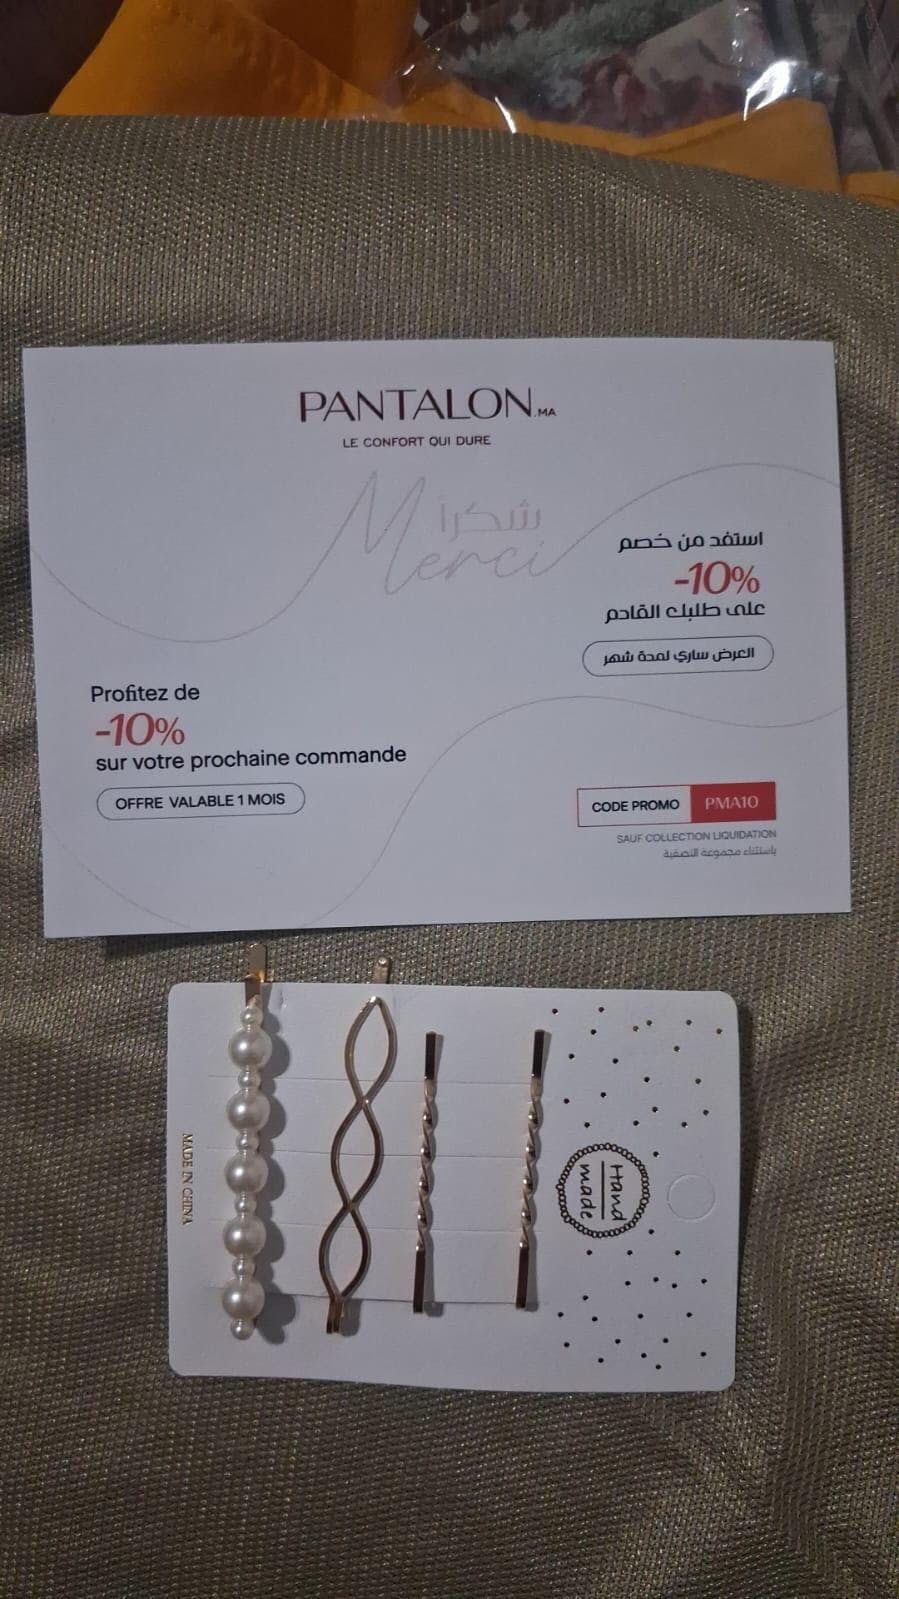 PANTALON.MA
LE CONFORT QUI DURE
شكرا
Merci
استفد من خصم
-10%
على طلبك القادم
العرض ساري لمدة شهر
Profitez de
-10%
sur votre prochaine commande
OFFRE VALABLE 1 MOIS
CODE PROMO PMA10
SAUF COLLECTION LIQUIDATION
باستثناء مجموعة التصفية
MADE IN CHINA
Hand
made